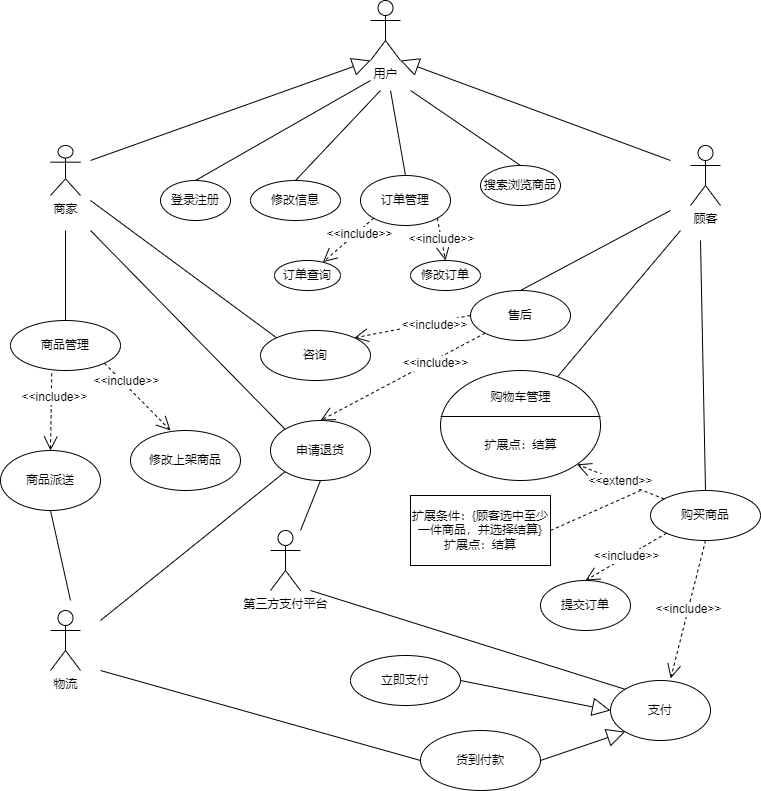 用户
商家
顾客
登录注册
修改信息
订单管理
搜索浏览商品
<<include>>
<<include>>
订单查询
修改订单
售后
<<include>>
商品管理
咨询
<<include>>
<<include>>
<<include>>
购物车管理
扩展点：结算
申请退货
修改上架商品
商品派送
<<extend>>
扩展条件：{顾客选中至少
一件商品，并选择结算}
扩展点：结算
购买商品
<<include>>
第三方支付平台
提交订单
<<include>>
物流
立即支付
支付
货到付款